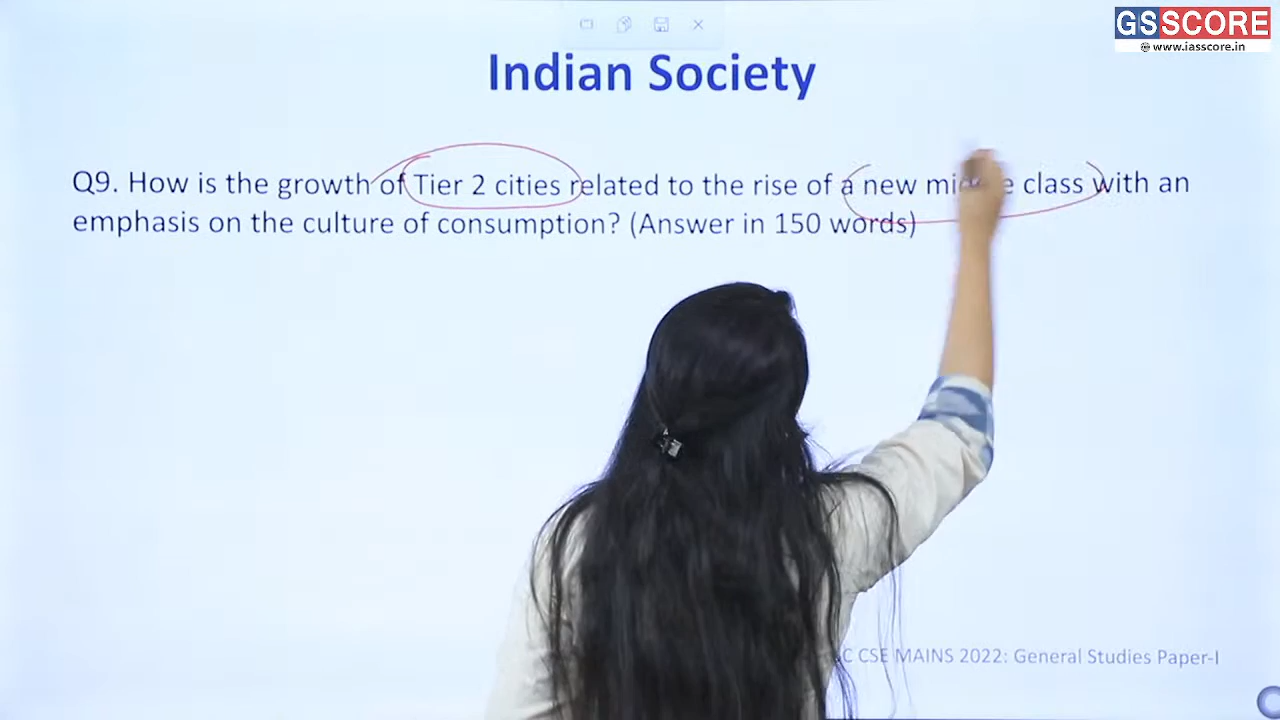 GSSCORE
www.iasscore.in
Indian Society
Q9. How is the growth of Tier 2 cities related to the rise of a new middle class with an
emphasis on the culture of consumption? (Answer in 150 words)
CSE MAINS 2022: General Studies Paper-I